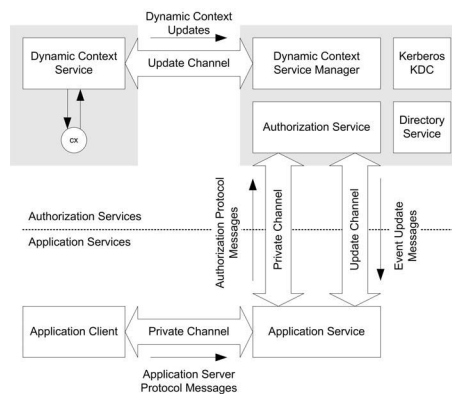 Dynamic Context
Updates
Dynamic Context
Service
Update Channel
Dynamic Context
Service Manager
Kerberos
KDC
cx
Authorization Service
Directory
Service
Authorization Protocol
Messages
Private Channel
Update Channel
Event Update
Messages
Authorization Services
Application Services
Application Client
Private Channel
Application Service
Application Server
Protocol Messages